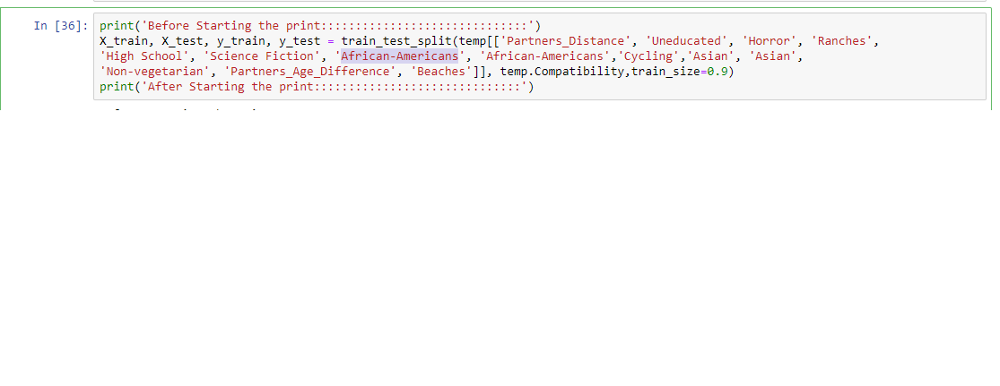 In [36]: print('Before Starting the print::::::::::::::::::::::::::::::')
X_train, X_test, y_train, y_test = train_test_split(temp[['Partners_Distance', 'Uneducated', 'Horror', 'Ranches',
'High School', 'Science Fiction', 'African-Americans', 'African-Americans','Cycling','Asian', 'Asian',
'Non-vegetarian', 'Partners_Age_Difference', 'Beaches']], temp.Compatibility,train_size=0.9)
print('After Starting the print::::::::::::::::::::::::::::::')